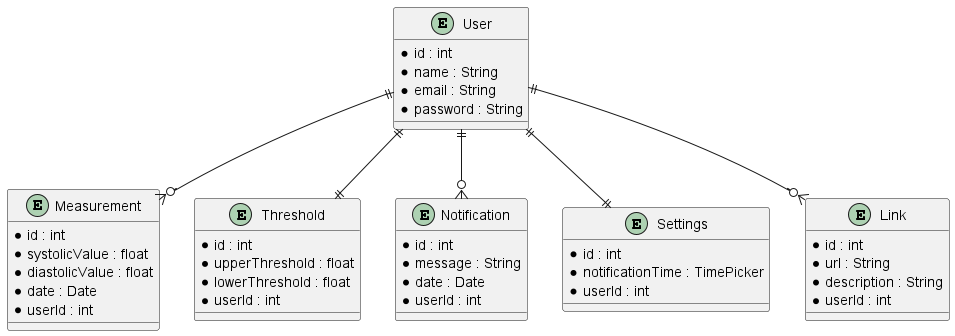 E User
id : int
name : String
email : String
password : String
E Measurement
id : int
systolicValue : float
diastolicValue : float
date : Date
userId : int
E Threshold
id : int
upperThreshold : float
lowerThreshold : float
userId : int
E Notification
id : int
message : String
date : Date
userId : int
E Settings
id : int
notificationTime : TimePicker
userId : int
E Link
id : int
url : String
description : String
userId : int